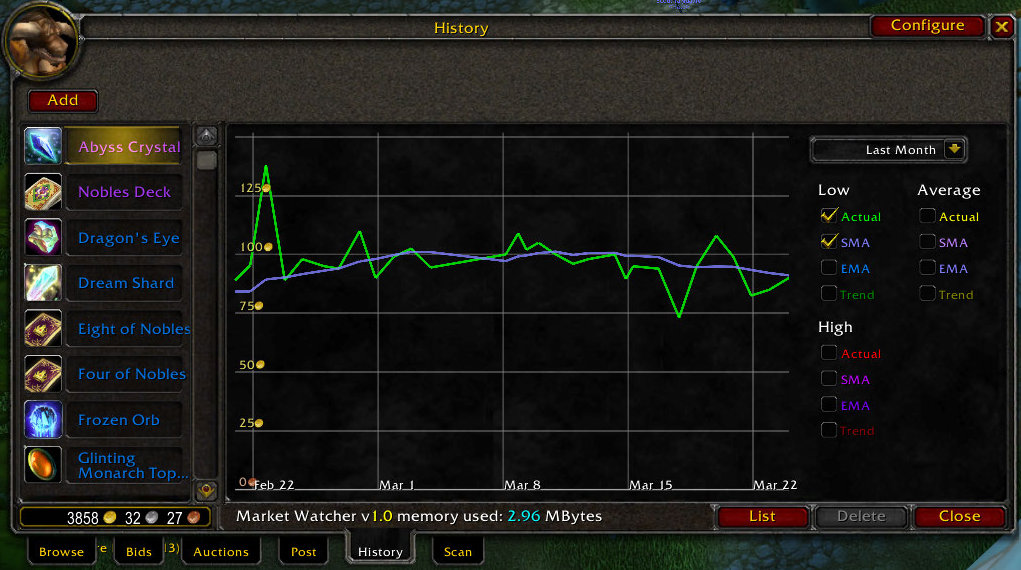 History
Configure
Add
Abyss Crystal
Nobles Deck
Dragon's Eye
Dream Shard
Eight of Nobles
Four of Nobles
Frozen Orb
Glinting
Monarch Top...
125
100
75
50
25
0
Feb 22
Mar 1
Mar 8
Mar 15
Mar 22
Last Month
Low
Average
Actual
Actual
SMA
SMA
EMA
EMA
Trend
Trend
High
Actual
SMA
EMA
Trend
3858 32 27
Market Watcher v1.0 memory used: 2.96 MBytes
List
Delete
Close
Browse
re
Bids
13)
Auctions
Post
History
Scan